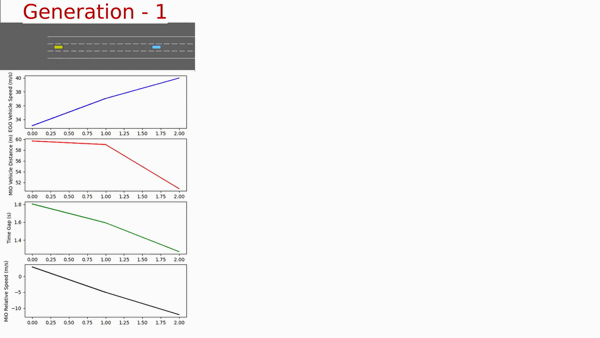 Generation - 1
EGO Vehicle Speed (m/s)
40
38
36
34
0.00 0.25 0.50 0.75 1.00 1.25 1.50 1.75 2.00
MIO Vehicle Distance (m)
60
58
56
54
52
0.00 0.25 0.50 0.75 1.00 1.25 1.50 1.75 2.00
Time Gap (s)
1.8
1.6
1.4
0.00 0.25 0.50 0.75 1.00 1.25 1.50 1.75 2.00
MIO Relative Speed (m/s)
0
−5
−10
0.00 0.25 0.50 0.75 1.00 1.25 1.50 1.75 2.00